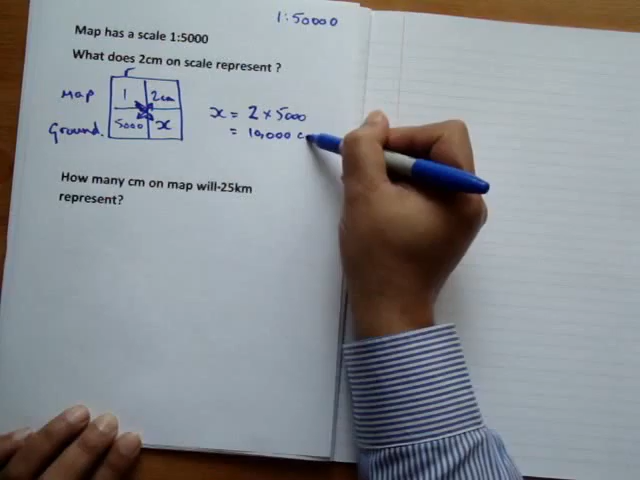 1:50000
Map has a scale 1:5000
What does 2cm on scale represent ?
Map 1 2cm
Ground. 5000 x
x = 2 x 5000
= 10,000 c
How many cm on map will-25km
represent?